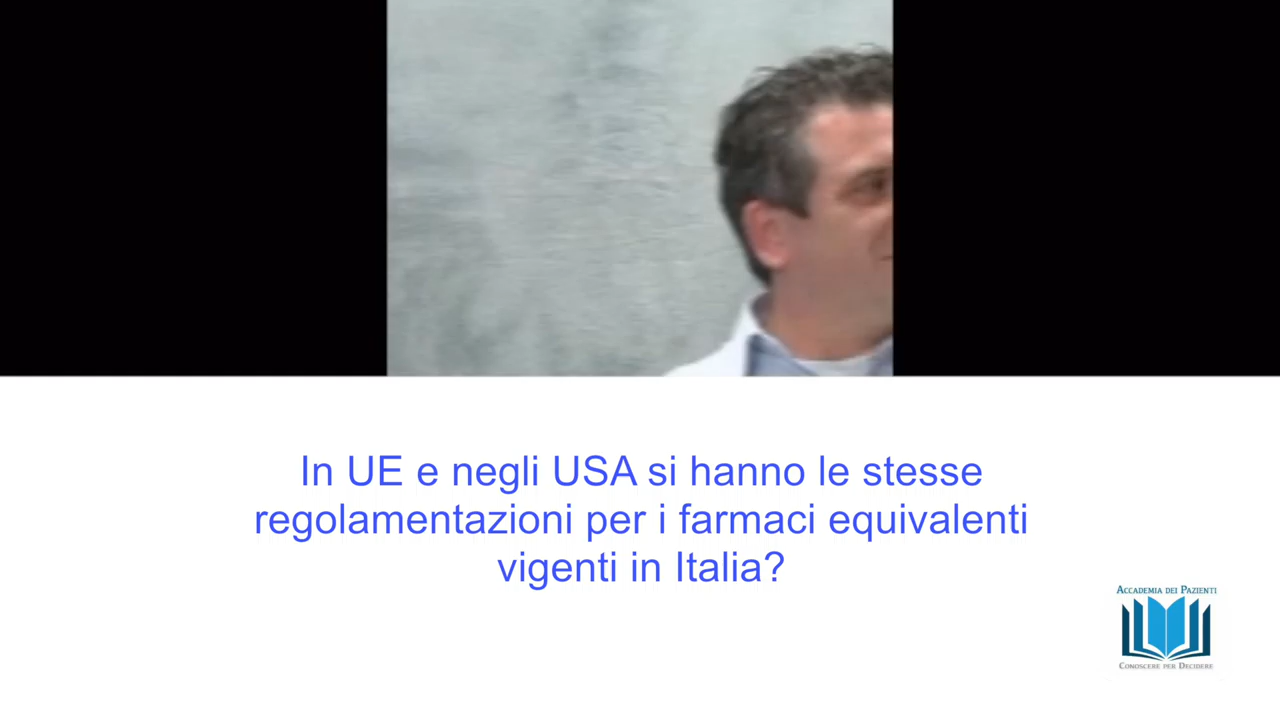 In UE e negli USA si hanno le stesse
regolamentazioni per i farmaci equivalenti
vigenti in Italia?
ACCADEMIA DEI PAZIENTI
CONOSCERE PER DECIDERE